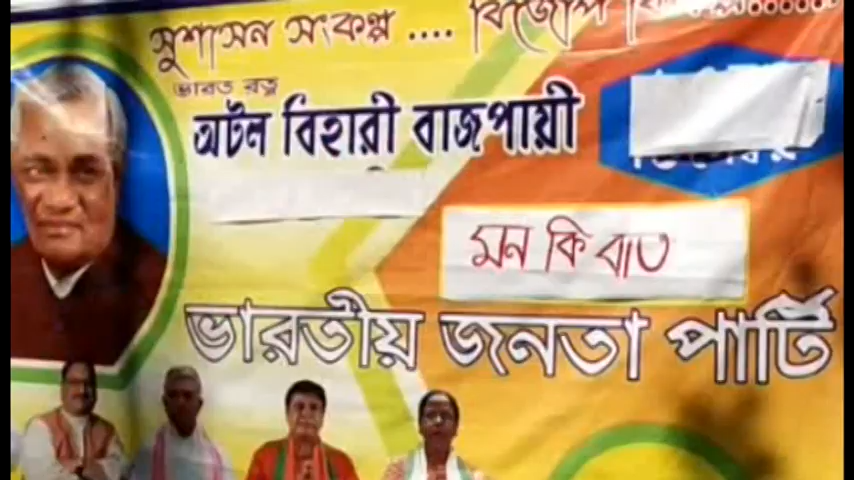 সুশাসন সংকল্প .... বিজেপি
ভারত রত্ন
অটল বিহারী বাজপায়ী
মন কি বাত
ভারতীয় জনতা পার্টি